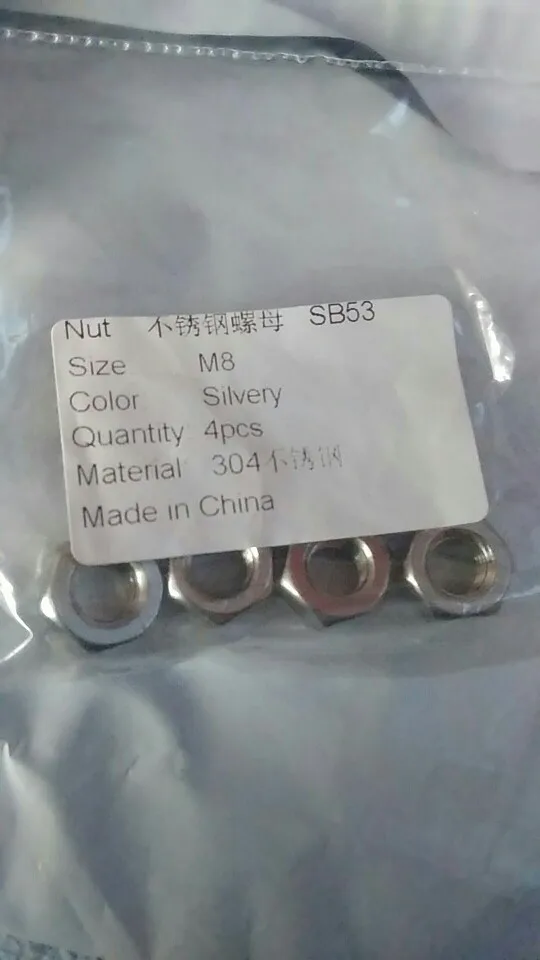 Nut 不锈钢螺母 SB53
Size M8
Color Silvery
Quantity 4pcs
Material 304不锈钢
Made in China